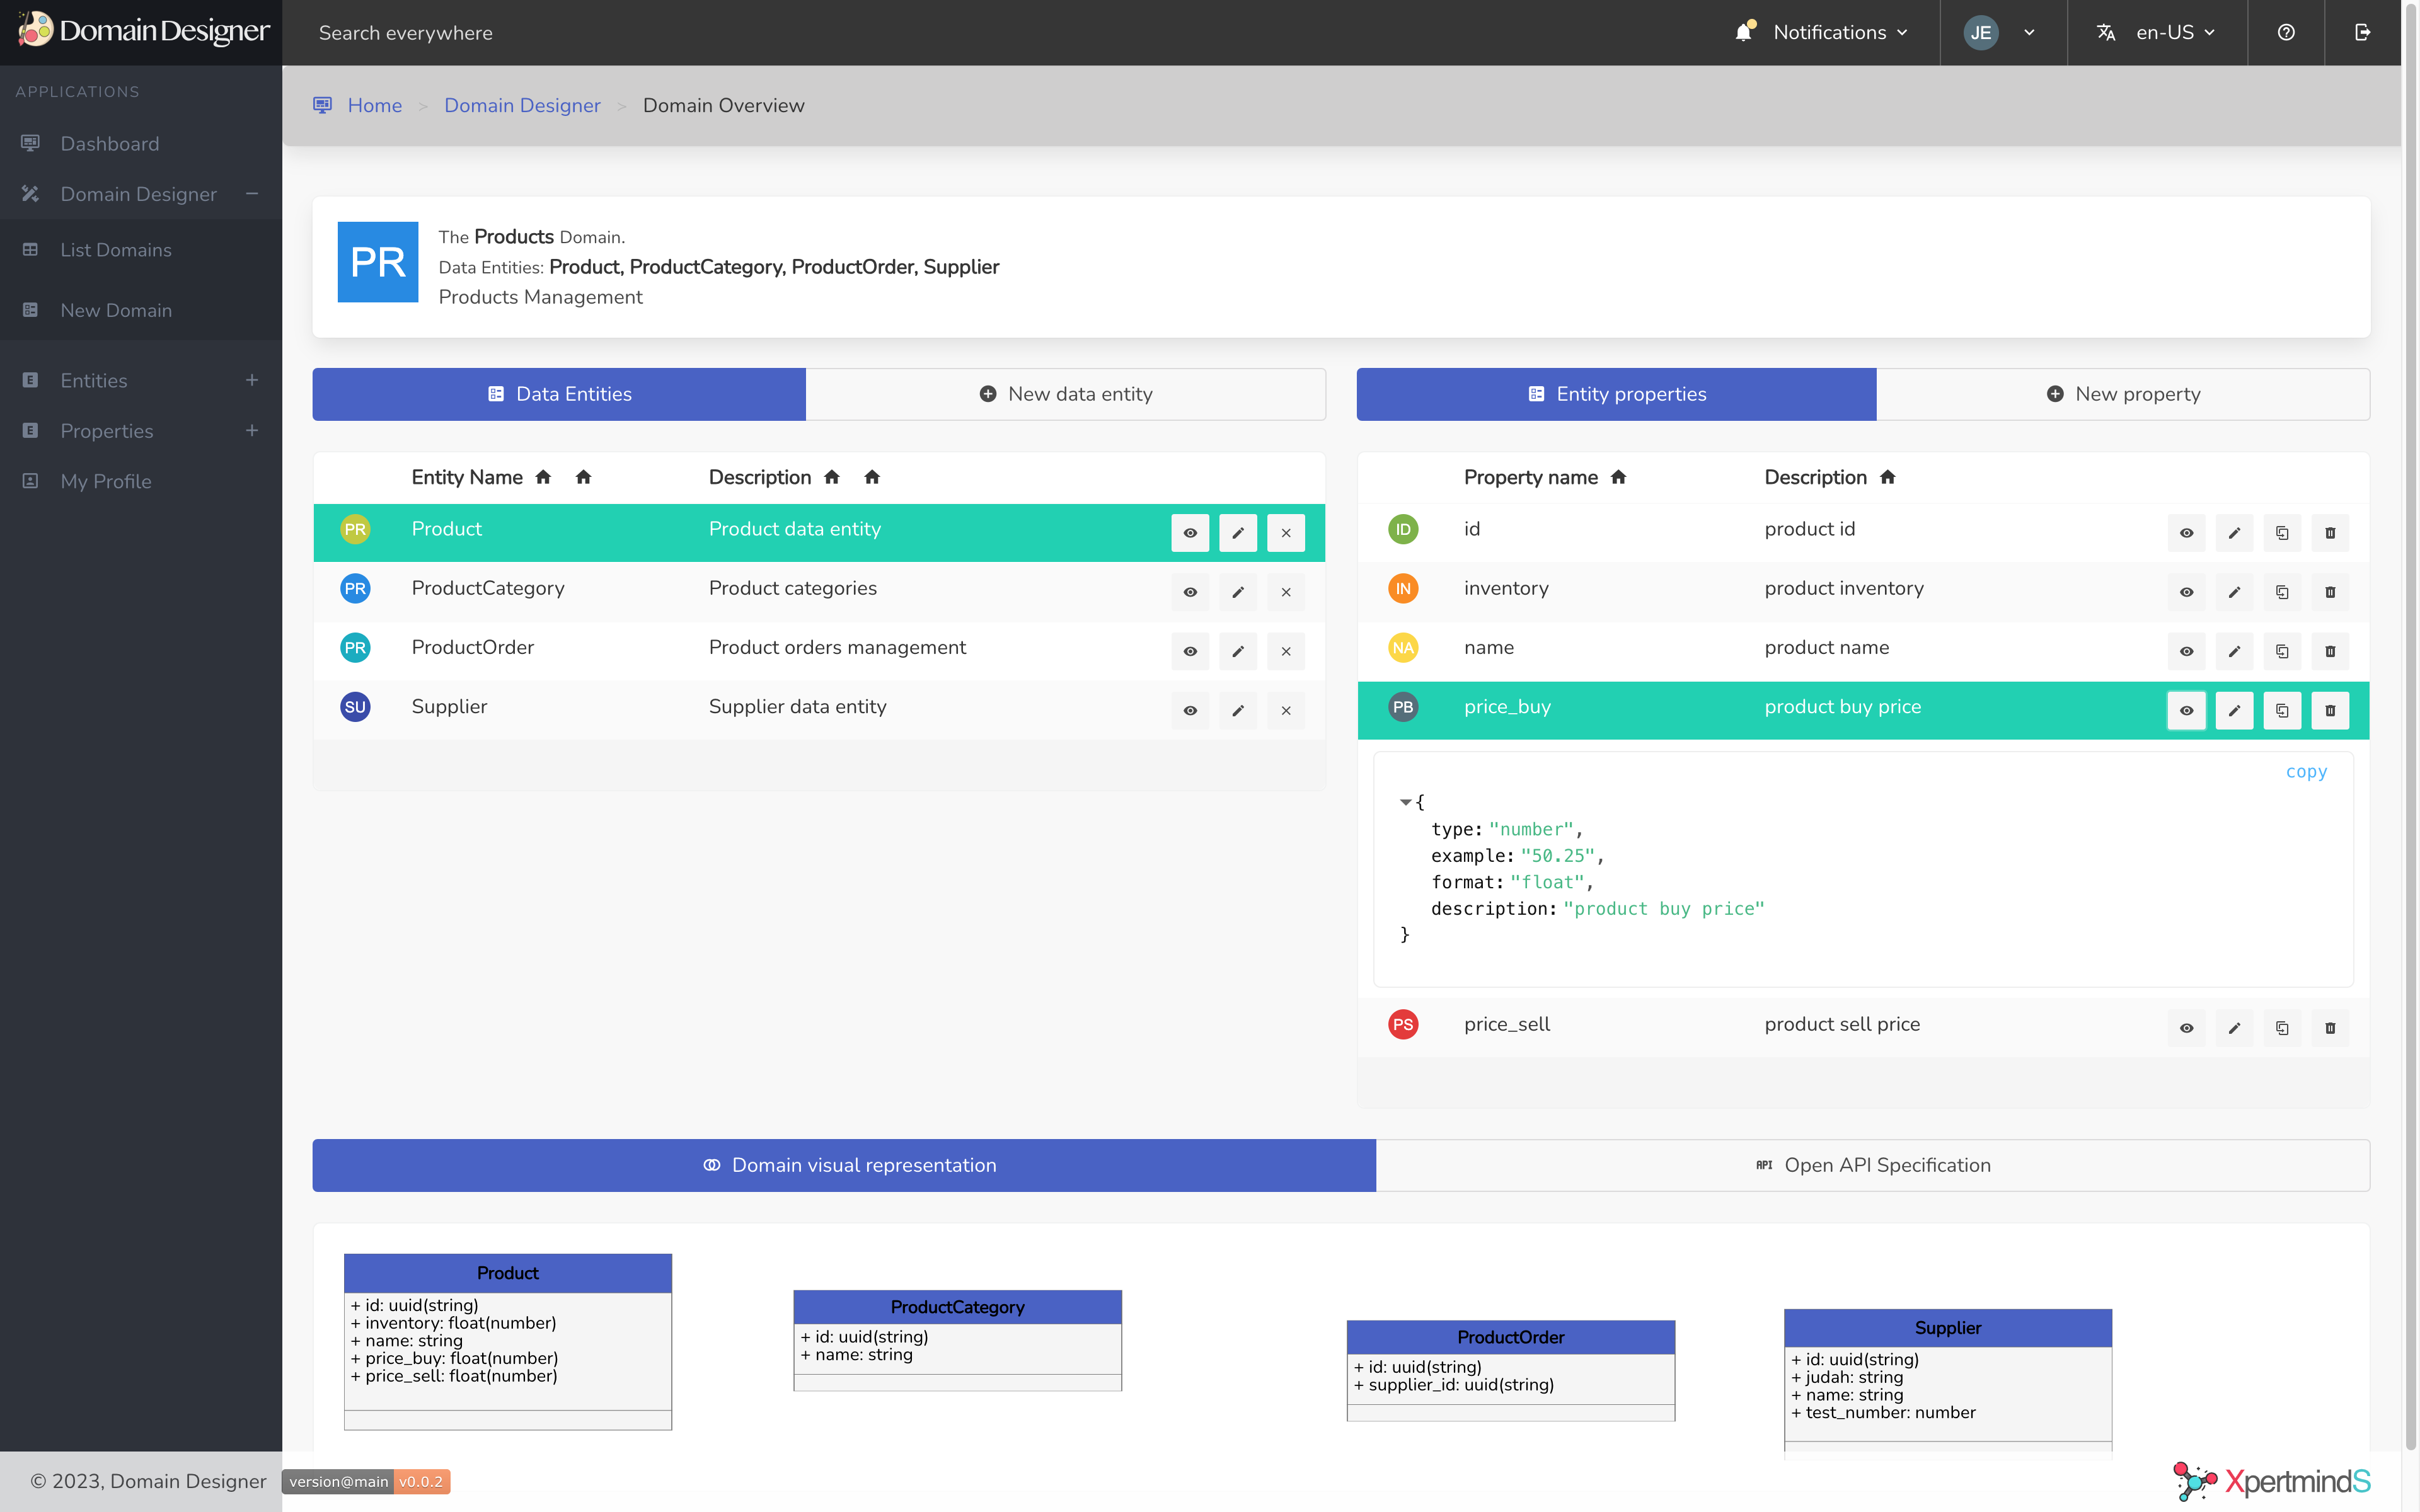 Domain Designer
Search everywhere
Notifications
JE
en-US
APPLICATIONS
Dashboard
Domain Designer
List Domains
New Domain
Entities
Properties
My Profile
Home > Domain Designer > Domain Overview
PR
The Products Domain.
Data Entities: Product, ProductCategory, ProductOrder, Supplier
Products Management
Data Entities
New data entity
Entity Name Description
PR Product Product data entity
PR ProductCategory Product categories
PR ProductOrder Product orders management
SU Supplier Supplier data entity
Entity properties
New property
Property name Description
ID id product id
IN inventory product inventory
NA name product name
PB price_buy product buy price
copy
{
type: "number",
example: "50.25",
format: "float",
description: "product buy price"
}
PS price_sell product sell price
Domain visual representation
API Open API Specification
Product
+ id: uuid(string)
+ inventory: float(number)
+ name: string
+ price_buy: float(number)
+ price_sell: float(number)
ProductCategory
+ id: uuid(string)
+ name: string
ProductOrder
+ id: uuid(string)
+ supplier_id: uuid(string)
Supplier
+ id: uuid(string)
+ judah: string
+ name: string
+ test_number: number
© 2023, Domain Designer
version@main v0.0.2
XpertmindS